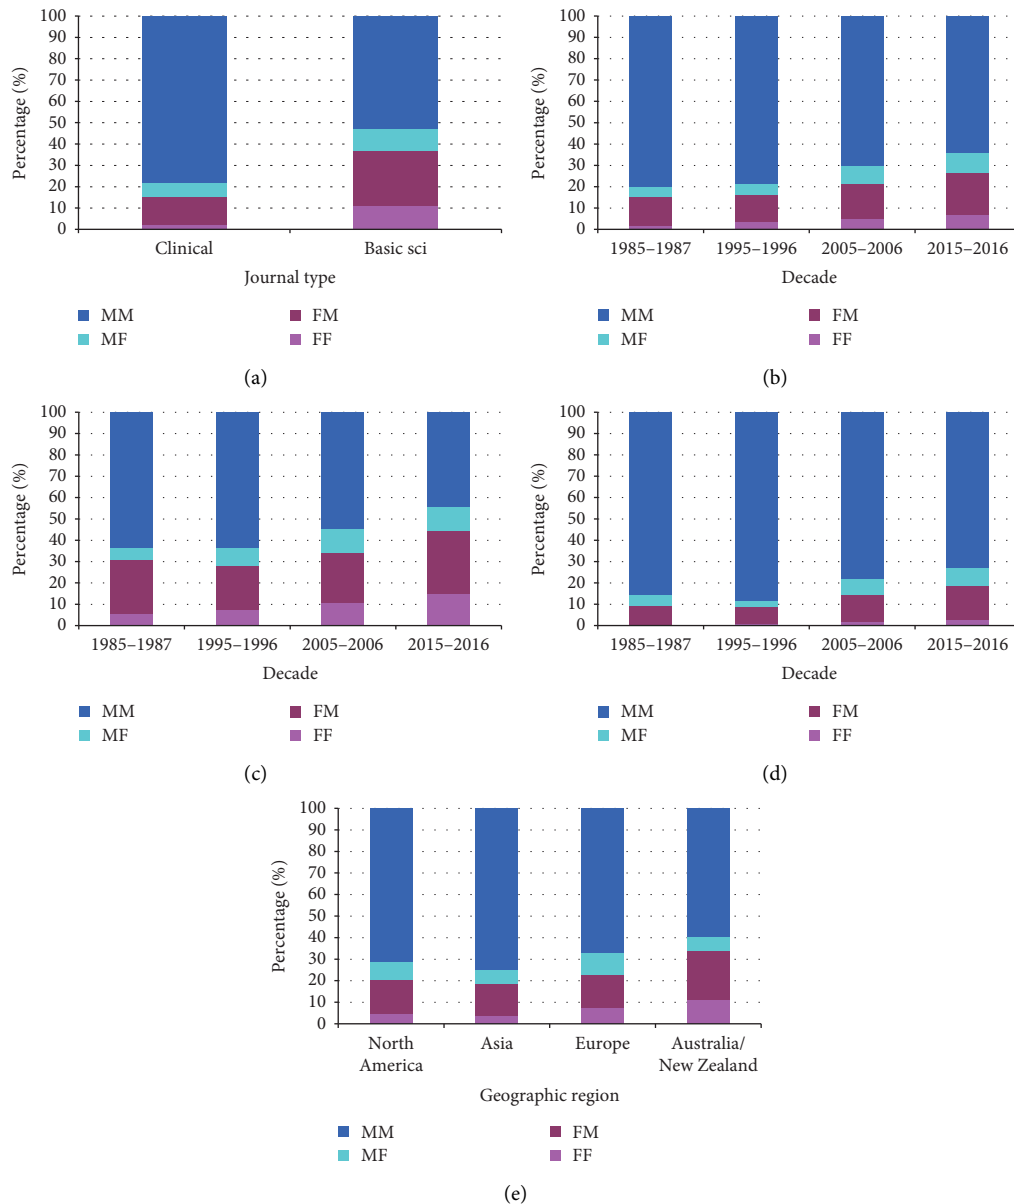 Percentage (%)
100
90
80
70
60
50
40
30
20
10
0
Clinical Basic sci
Journal type
MM FM
MF FF
(a)
Percentage (%)
100
90
80
70
60
50
40
30
20
10
0
1985–1987 1995–1996 2005–2006 2015–2016
Decade
MM FM
MF FF
(b)
Percentage (%)
100
90
80
70
60
50
40
30
20
10
0
1985–1987 1995–1996 2005–2006 2015–2016
Decade
MM FM
MF FF
(c)
Percentage (%)
100
90
80
70
60
50
40
30
20
10
0
1985–1987 1995–1996 2005–2006 2015–2016
Decade
MM FM
MF FF
(d)
Percentage (%)
100
90
80
70
60
50
40
30
20
10
0
North Asia Europe Australia/
America New Zealand
Geographic region
MM FM
MF FF
(e)